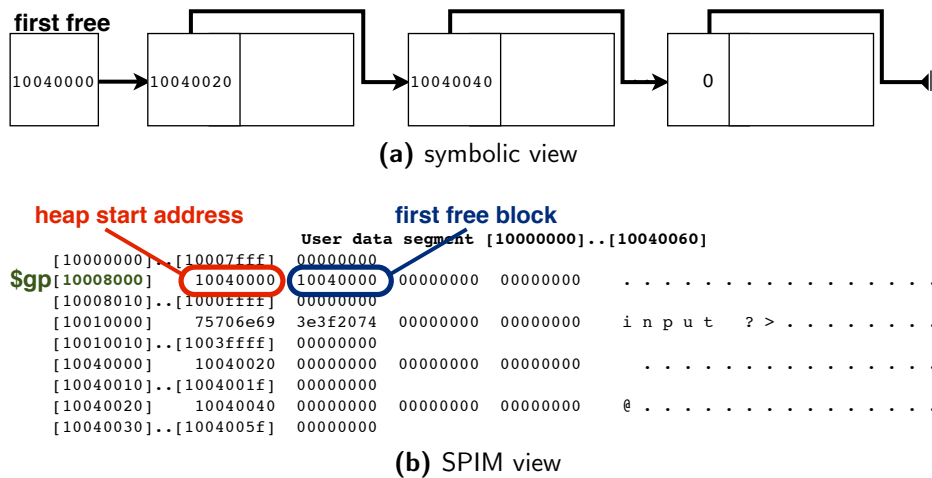 first free
10040000 10040020 10040040 0
(a) symbolic view
heap start address first free block
User data segment [10000000]..[10040060]
[10000000]..[10007fff] 00000000
$gp[10008000] 10040000 10040000 00000000 00000000 . . . . . . . . . . . . . . . .
[10008010]..[1000ffff] 00000000
[10010000] 75706e69 3e3f2074 00000000 00000000 i n p u t ? > . . . . . . . .
[10010010]..[1003ffff] 00000000
[10040000] 10040020 00000000 00000000 00000000 . . . . . . . . . . . . . . .
[10040010]..[1004001f] 00000000
[10040020] 10040040 00000000 00000000 00000000 @ . . . . . . . . . . . . . . .
[10040030]..[1004005f] 00000000
(b) SPIM view